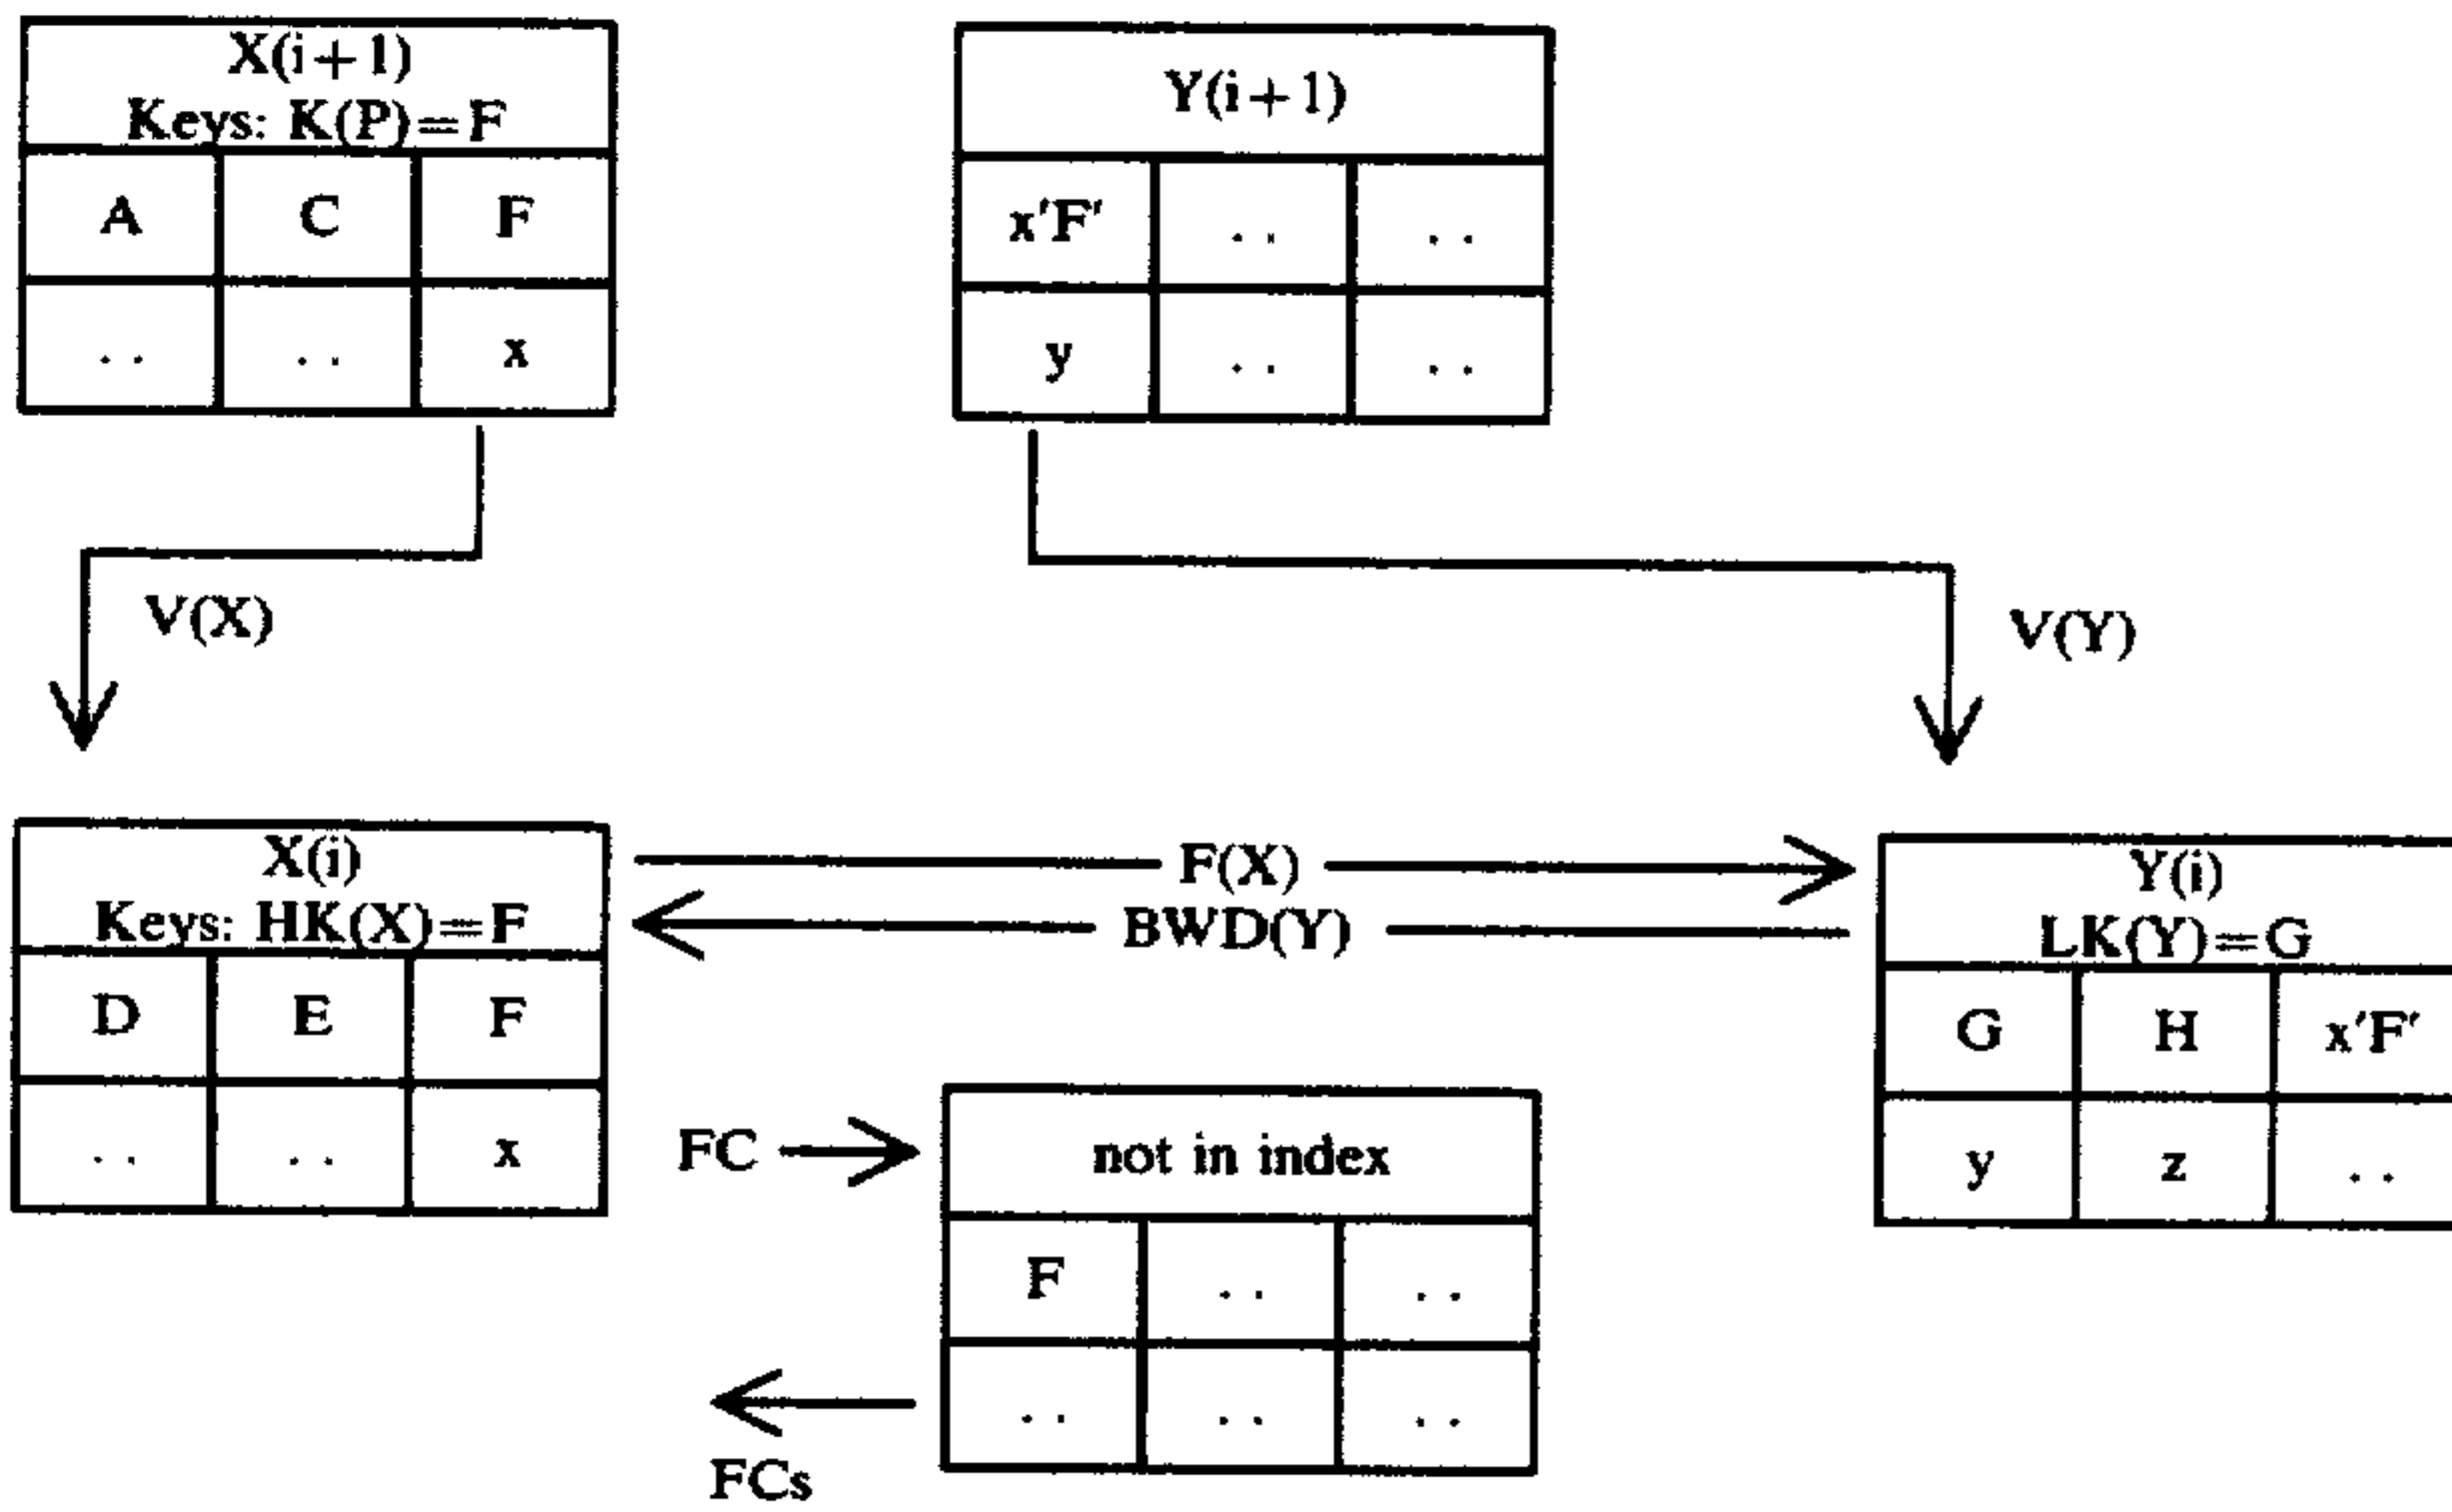 X(i+1)
Keys: K(P)=F
A C F
.. .. x
Y(i+1)
x'F' .. ..
y .. ..
V(X)
V(Y)
X(i)
Keys: HK(X)=F
D E F
.. .. x
F(X)
BWD(Y)
Y(i)
LK(Y)=G
G H x'F'
y z ..
FC
not in index
F .. ..
.. .. ..
FCs